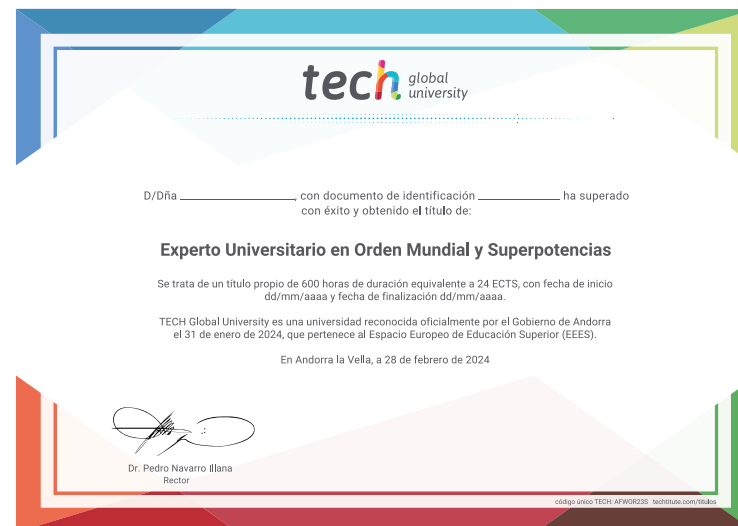 tech global university
D/Dña ____________________, con documento de identificación ______________ ha superado
con éxito y obtenido el título de:
Experto Universitario en Orden Mundial y Superpotencias
Se trata de un título propio de 600 horas de duración equivalente a 24 ECTS, con fecha de inicio
dd/mm/aaaa y fecha de finalización dd/mm/aaaa.
TECH Global University es una universidad reconocida oficialmente por el Gobierno de Andorra
el 31 de enero de 2024, que pertenece al Espacio Europeo de Educación Superior (EEES).
En Andorra la Vella, a 28 de febrero de 2024
Dr. Pedro Navarro Illana
Rector
código único TECH: AFWOR23S techtitute.com/titulos